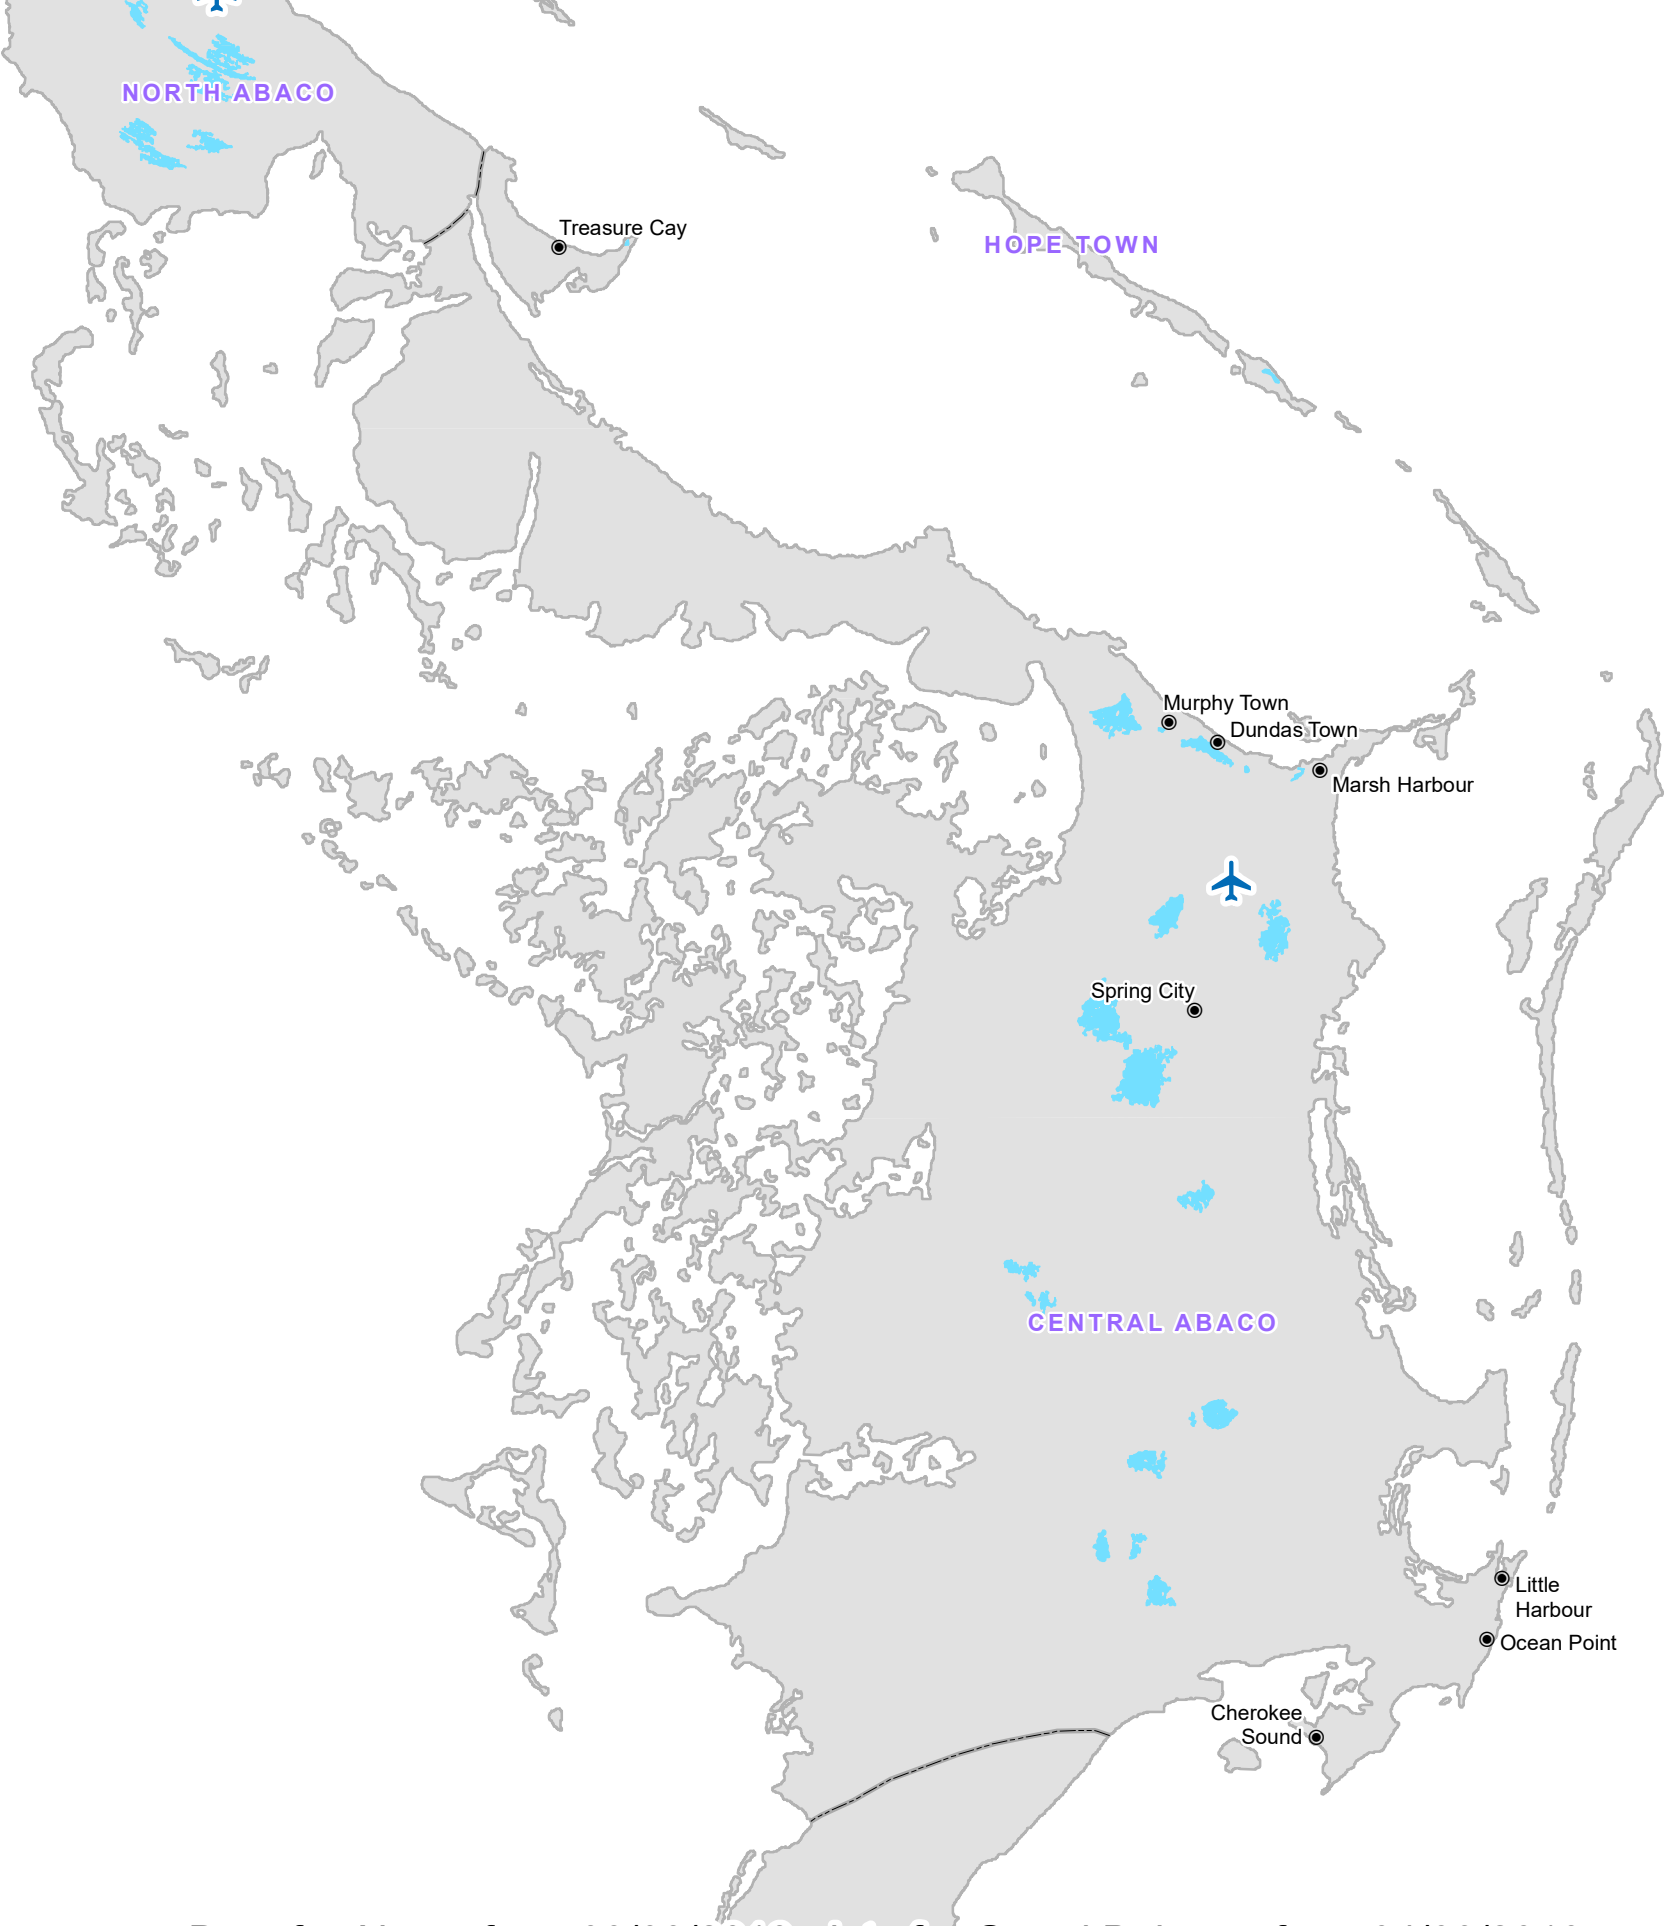 NORTH ABACO
Treasure Cay
HOPE TOWN
Murphy Town
Dundas Town
Marsh Harbour
Spring City
CENTRAL ABACO
Little
Harbour
Ocean Point
Cherokee
Sound